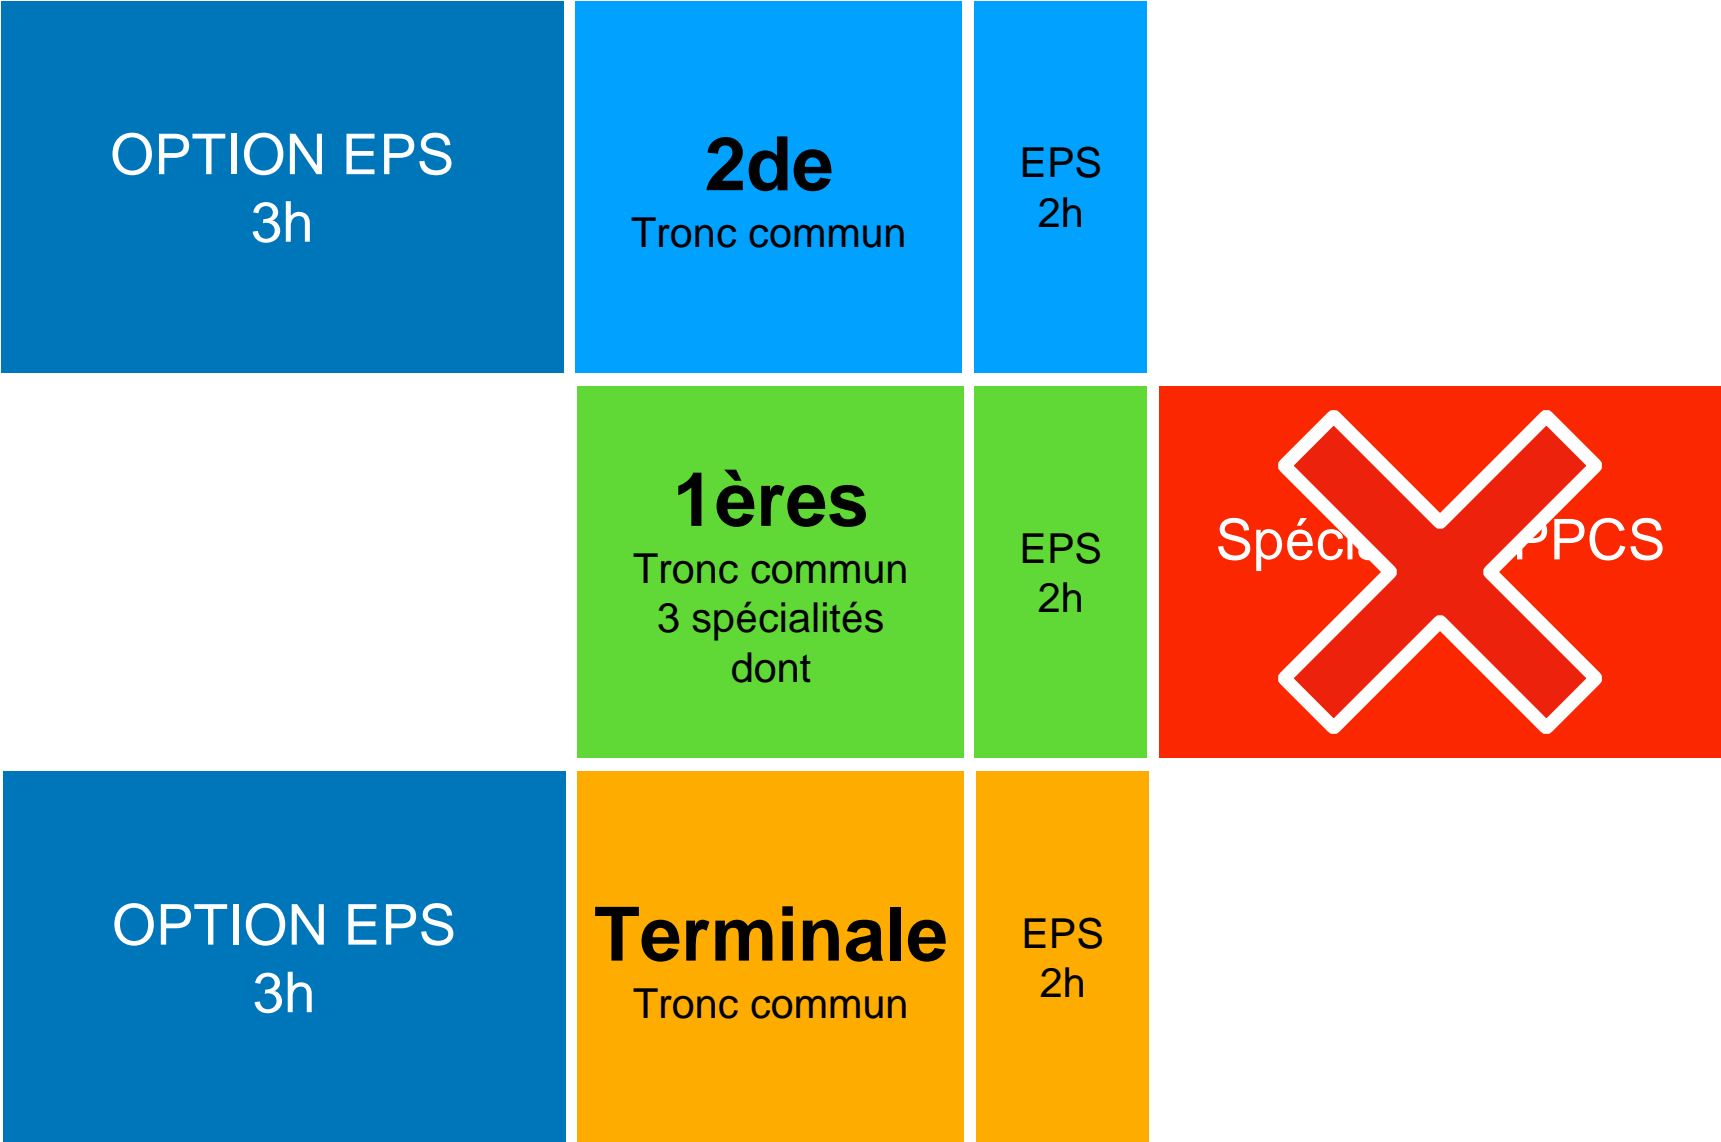 OPTION EPS
3h
2de
Tronc commun
EPS
2h
1ères
Tronc commun
3 spécialités
dont
EPS
2h
PPCS
OPTION EPS
3h
Terminale
Tronc commun
EPS
2h